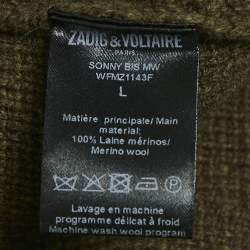 ZADIG&VOLTAIRE
PARIS
SONNY BIS MW
WFMZ1143F
L
Matière principale/ Main
material:
100% Laine mérinos/
Merino wool
P
Lavage en machine
programme délicat à froid
Machine wash wool program